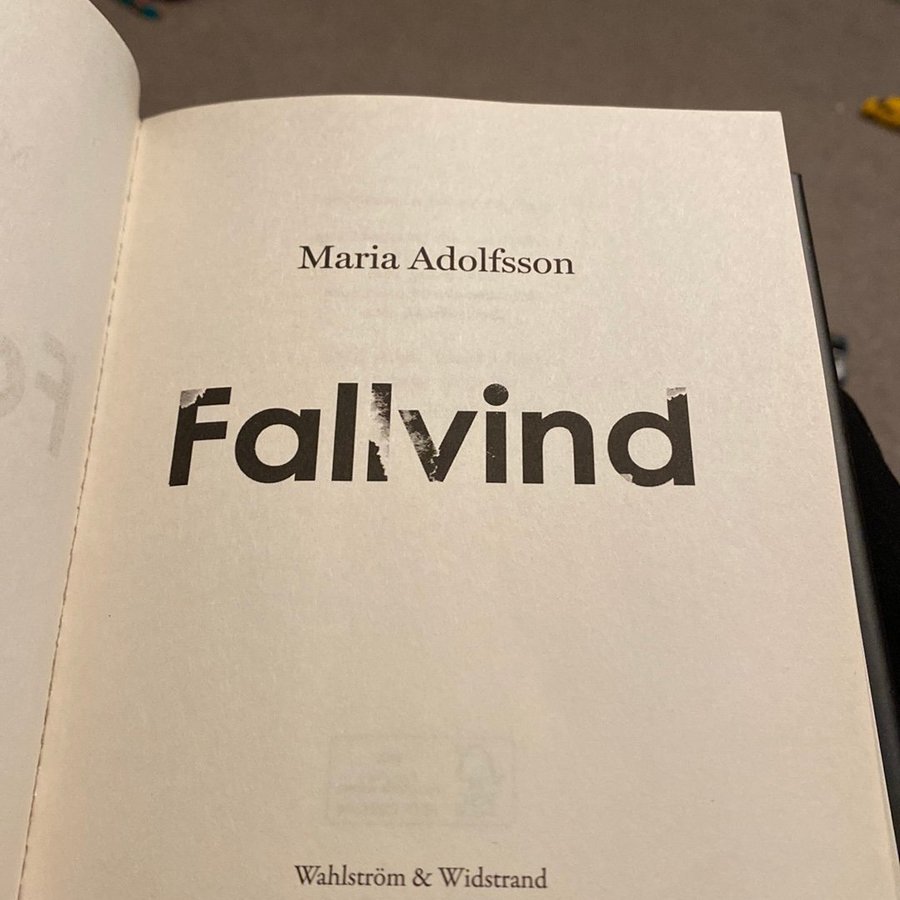 Maria Adolfsson
Fallvind
Wahlström & Widstrand